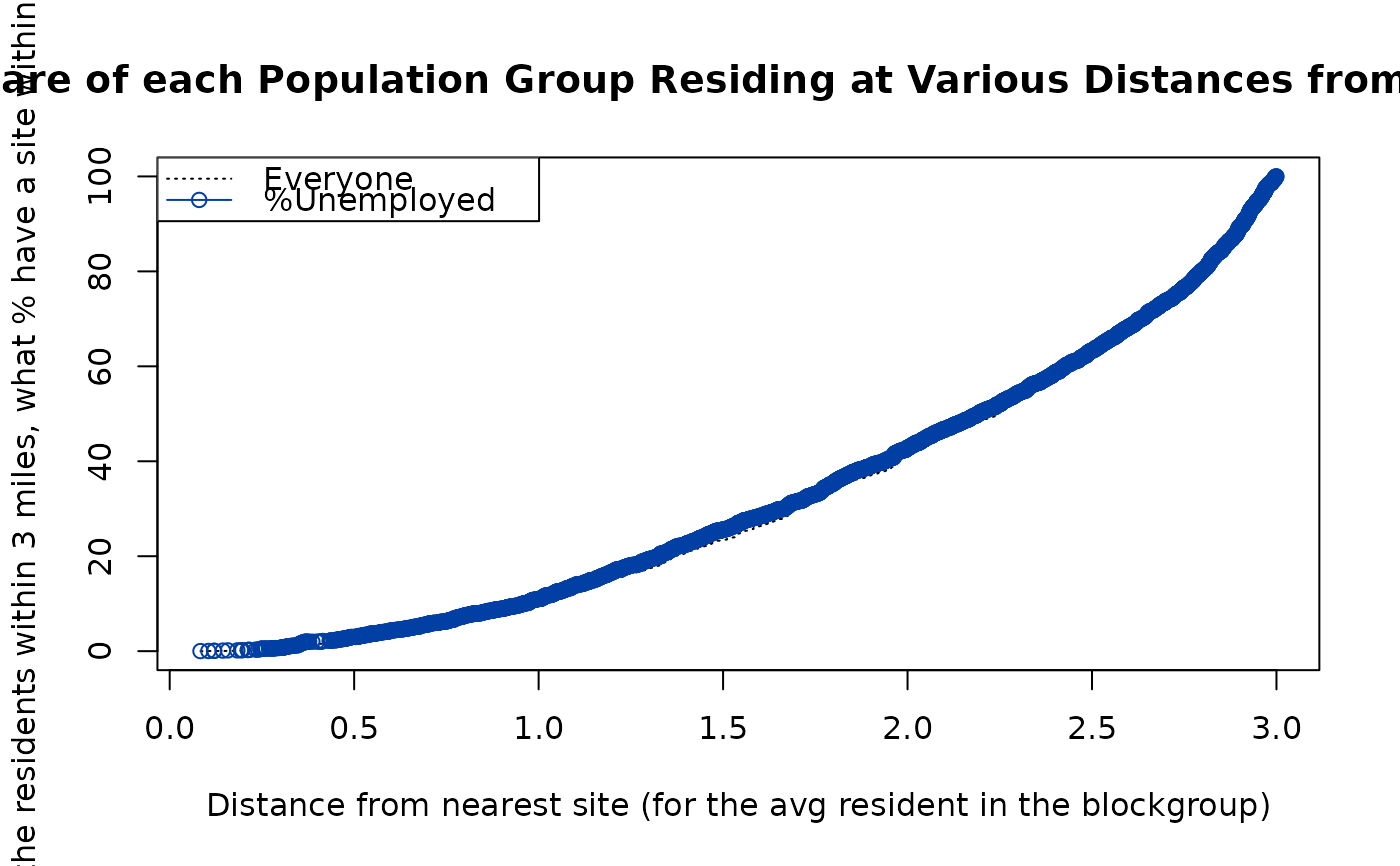 are of each Population Group Residing at Various Distances from
he residents within 3 miles, what % have a site within
Everyone
%Unemployed
100
80
60
40
20
0
0.0 0.5 1.0 1.5 2.0 2.5 3.0
Distance from nearest site (for the avg resident in the blockgroup)